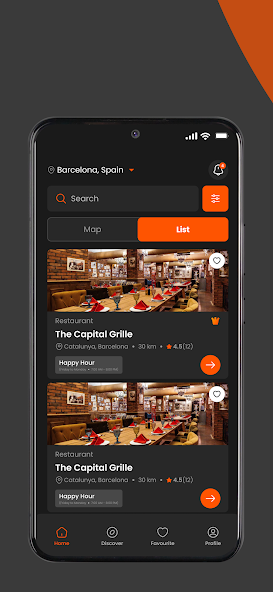 Barcelona, Spain
Search
Map List
Restaurant
The Capital Grille
Catalunya, Barcelona • 30 km • 4.5(12)
Happy Hour
Restaurant
The Capital Grille
Catalunya, Barcelona • 30 km • 4.5(12)
Happy Hour
Home Discover Favourite Profile